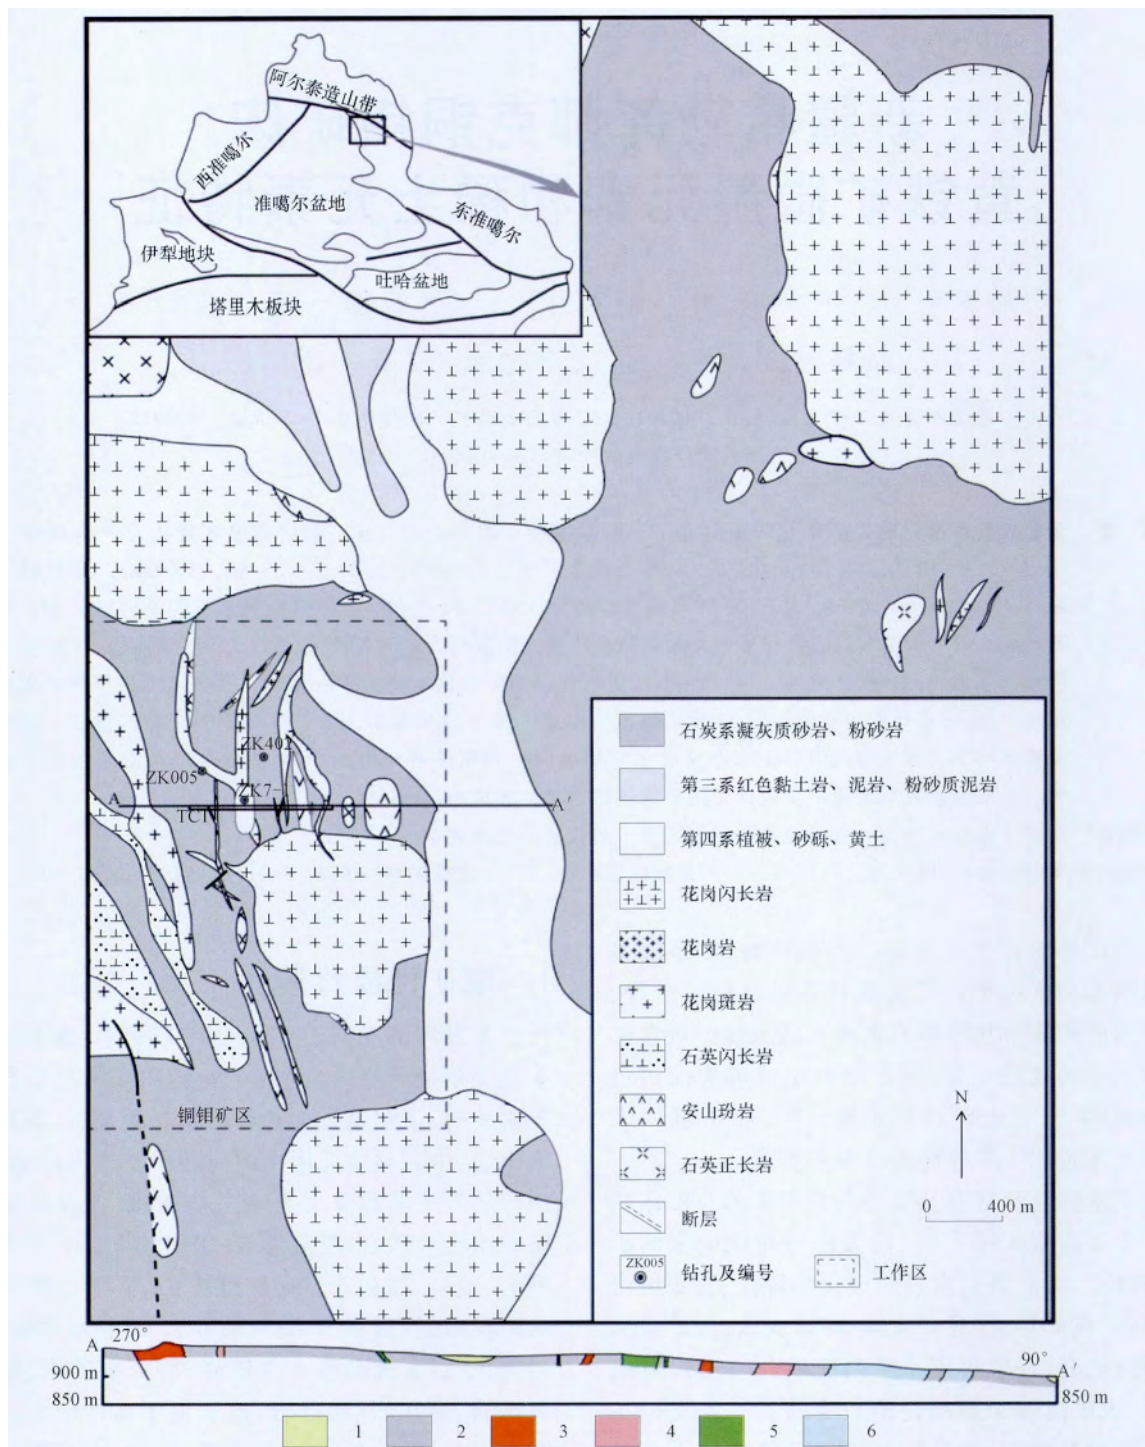 阿尔泰造山带
西准噶尔
准噶尔盆地
东准噶尔
伊犁地块
吐哈盆地
塔里木板块
ZK402
ZK005
ZK7-1
A
A′
TC1
铜钼矿区
石炭系凝灰质砂岩、粉砂岩
第三系红色黏土岩、泥岩、粉砂质泥岩
第四系植被、砂砾、黄土
花岗闪长岩
花岗岩
花岗斑岩
石英闪长岩
安山玢岩
石英正长岩
断层
ZK005
钻孔及编号
工作区
N
0 400 m
A 270°
90° A′
900 m
850 m
850 m
1 2 3 4 5 6